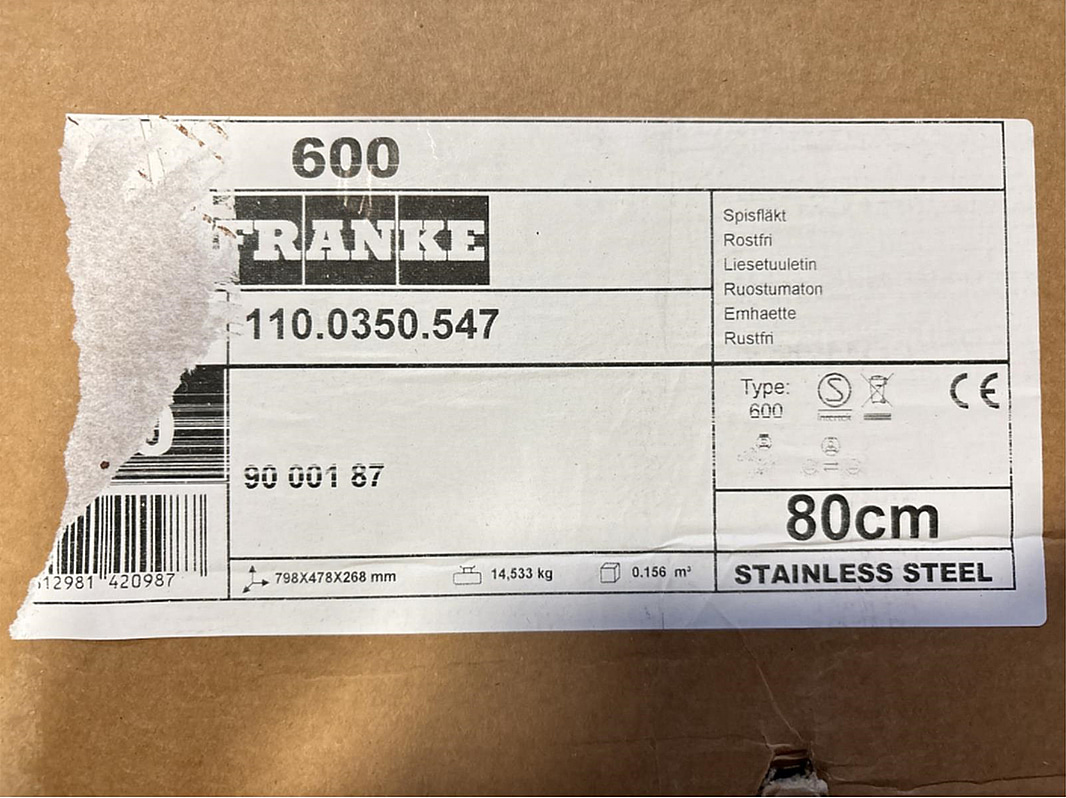 600
FRANKE
110.0350.547
90 001 87
12981 420987
798X478X268 mm
14,533 kg
0.156 m³
Spisfläkt
Rostfri
Liesetuuletin
Ruostumaton
Emhaette
Rustfri
Type:
600
S
CE
80cm
STAINLESS STEEL